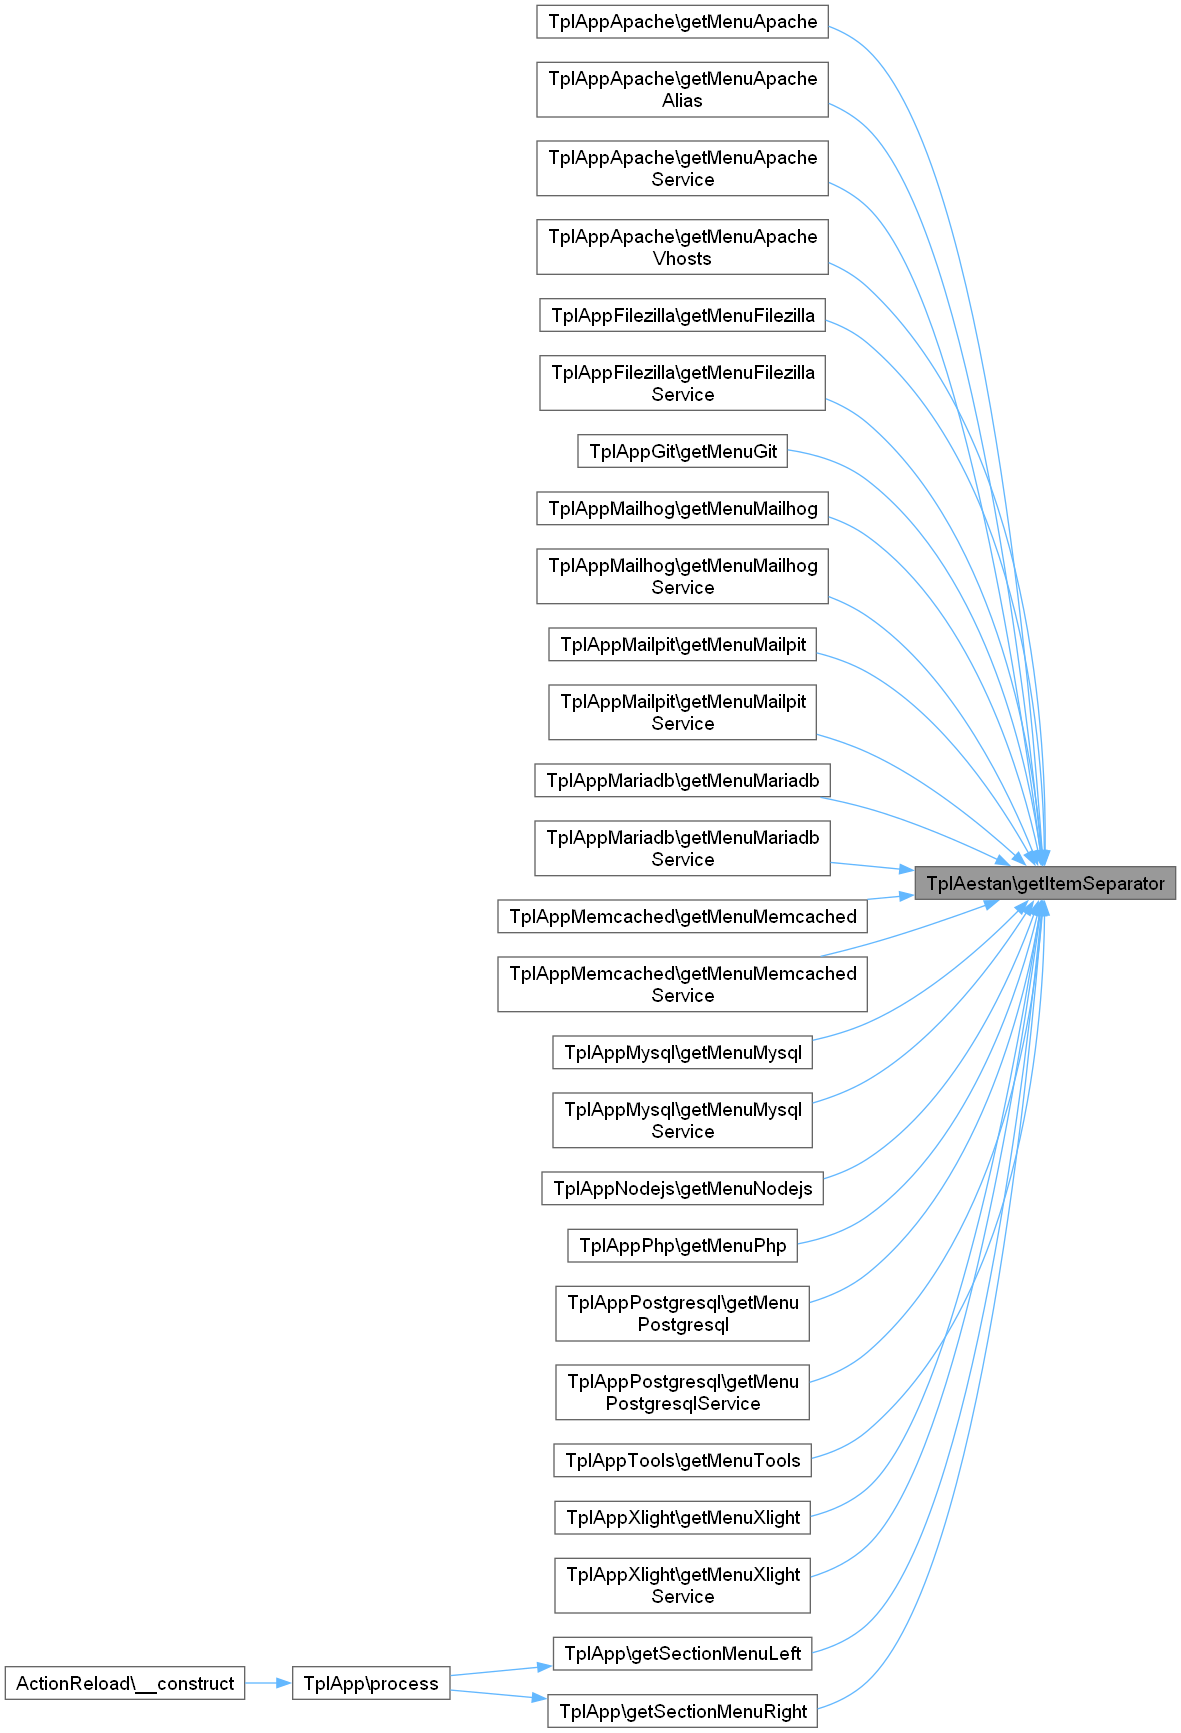 TplAppApache\getMenuApache
TplAppApache\getMenuApache
Alias
TplAppApache\getMenuApache
Service
TplAppApache\getMenuApache
Vhosts
TplAppFilezilla\getMenuFilezilla
TplAppFilezilla\getMenuFilezilla
Service
TplAppGit\getMenuGit
TplAppMailhog\getMenuMailhog
TplAppMailhog\getMenuMailhog
Service
TplAppMailpit\getMenuMailpit
TplAppMailpit\getMenuMailpit
Service
TplAppMariadb\getMenuMariadb
TplAppMariadb\getMenuMariadb
Service
TplAestan\getItemSeparator
TplAppMemcached\getMenuMemcached
TplAppMemcached\getMenuMemcached
Service
TplAppMysql\getMenuMysql
TplAppMysql\getMenuMysql
Service
TplAppNodejs\getMenuNodejs
TplAppPhp\getMenuPhp
TplAppPostgresql\getMenu
Postgresql
TplAppPostgresql\getMenu
PostgresqlService
TplAppTools\getMenuTools
TplAppXlight\getMenuXlight
TplAppXlight\getMenuXlight
Service
TplApp\getSectionMenuLeft
ActionReload\__construct
TplApp\process
TplApp\getSectionMenuRight